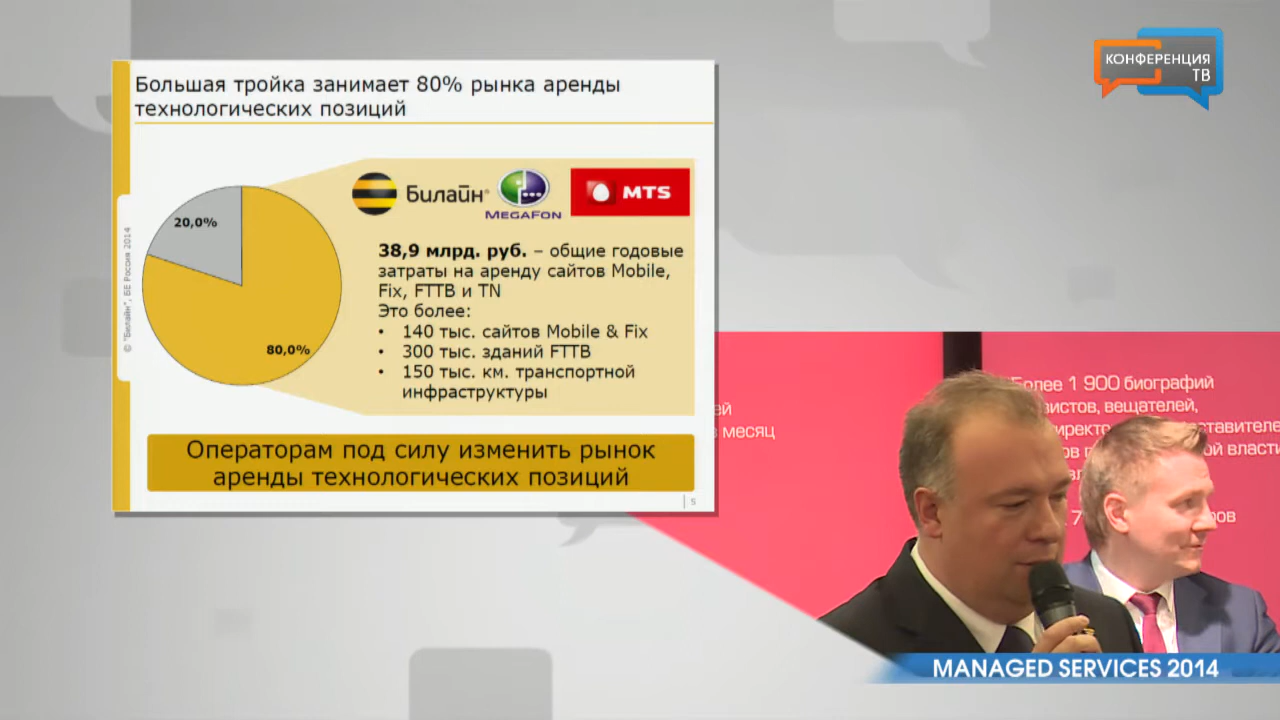 КОНФЕРЕНЦИЯ
ТВ
Большая тройка занимает 80% рынка аренды
технологических позиций
20,0%
80,0%
© "Билайн", БЕ Россия 2014
Билайн®
MEGAFON
MTS
38,9 млрд. руб. – общие годовые
затраты на аренду сайтов Mobile,
Fix, FTTB и TN
Это более:
• 140 тыс. сайтов Mobile & Fix
• 300 тыс. зданий FTTB
• 150 тыс. км. транспортной
инфраструктуры
Операторам под силу изменить рынок
аренды технологических позиций
5
месяц
Более 1 900 биографий
вещателей,
MANAGED SERVICES 2014